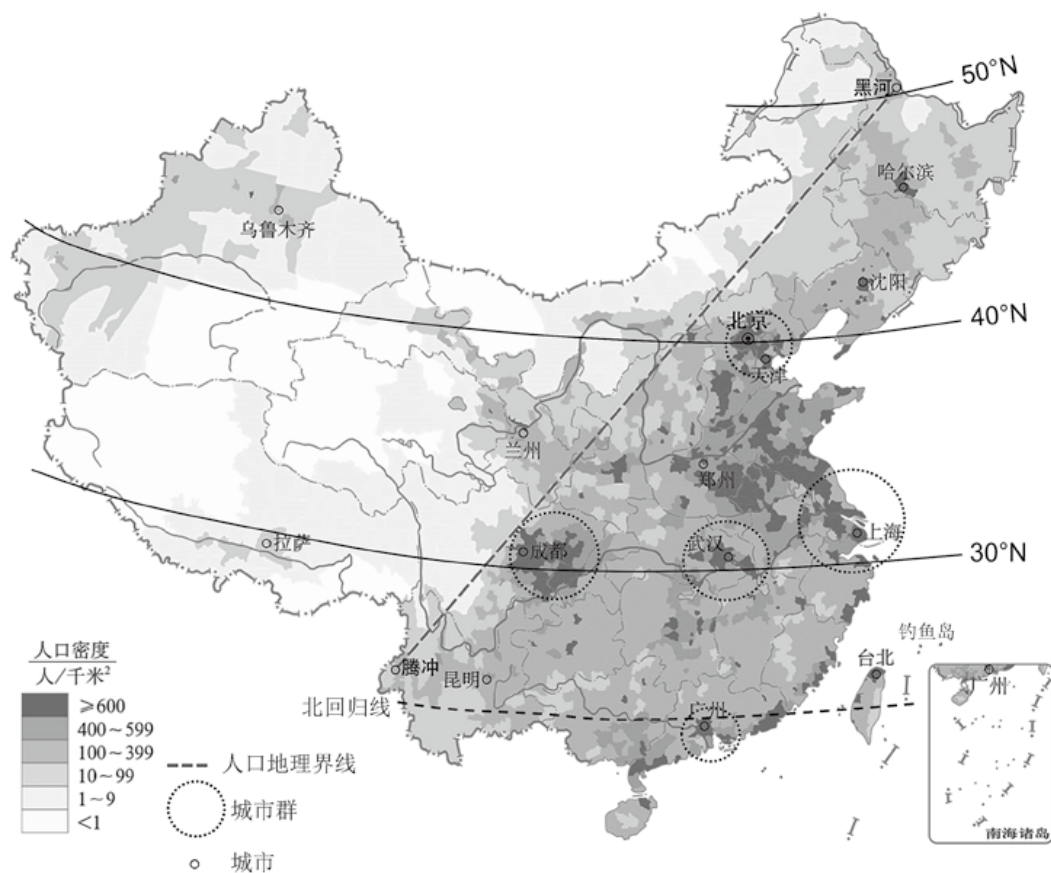 50°N
黑河
哈尔滨
乌鲁木齐
沈阳
北京
40°N
天津
兰州
郑州
上海
拉萨
成都
武汉
30°N
钓鱼岛
台北
人口密度
人/千米²
腾冲
昆明
广州
广州
北回归线
≥600
400~599
100~399
10~99
1~9
<1
人口地理界线
城市群
城市
南海诸岛